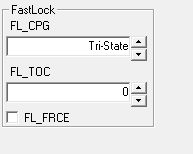 FastLock
FL_CPG
Tri-State
FL_TOC
0
FL_FRCE